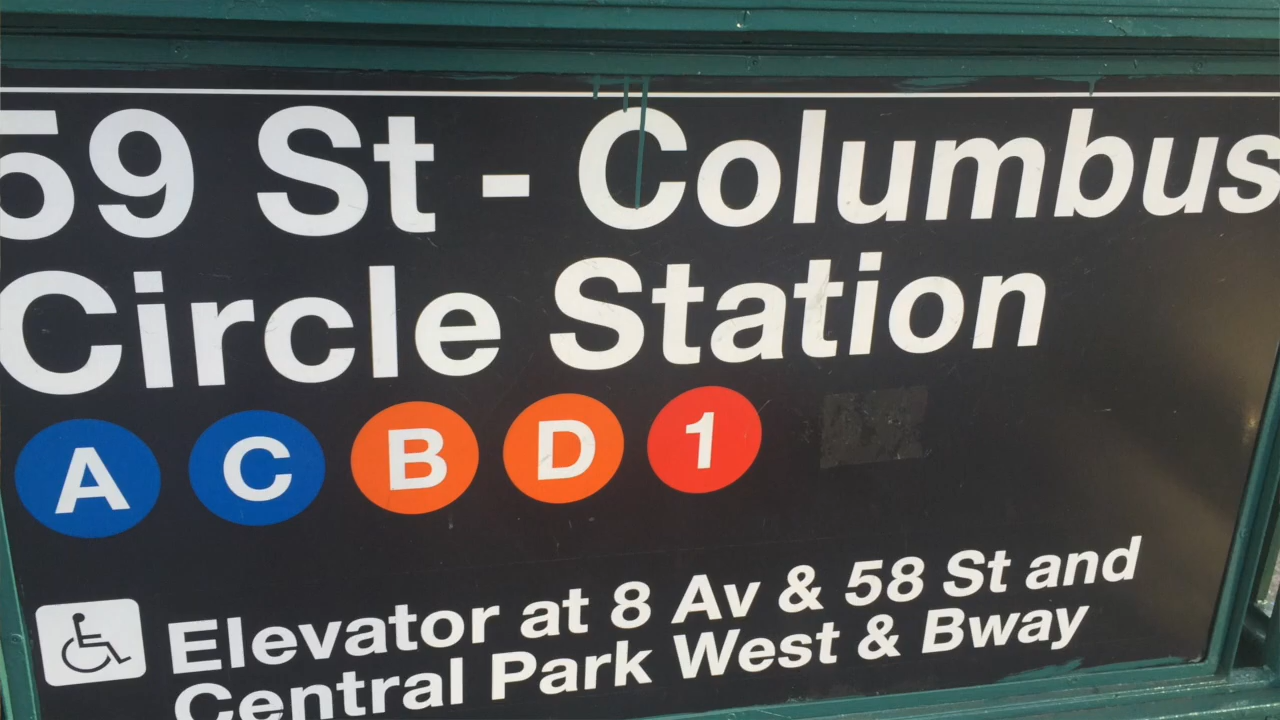 59 St - Columbus
Circle Station
A C B D 1
Elevator at 8 Av & 58 St and
Central Park West & Bway